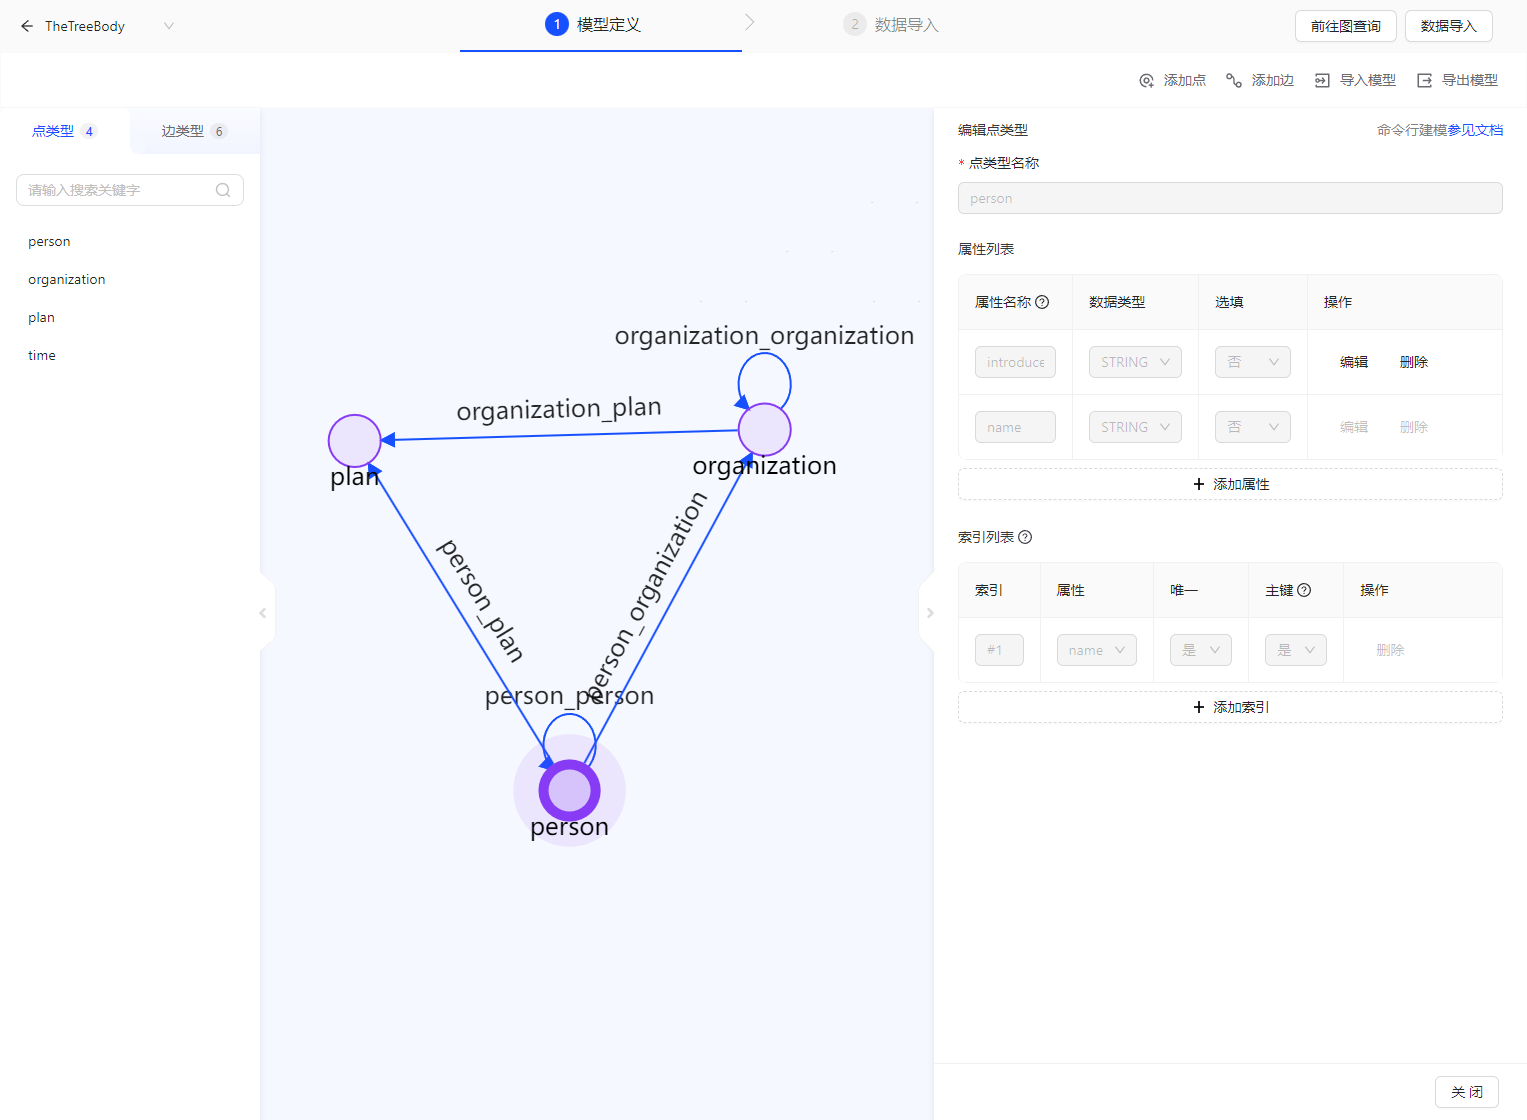 TheTreeBody
1 模型定义
2 数据导入
前往图查询
数据导入
添加点
添加边
导入模型
导出模型
点类型 4
边类型 6
请输入搜索关键字
person
organization
plan
time
organization_organization
organization_plan
organization
plan
person_plan
person_organization
person_person
person
编辑点类型
命令行建模参见文档
* 点类型名称
person
属性列表
属性名称 数据类型 选填 操作
introduce STRING 否 编辑 删除
name STRING 否 编辑 删除
+ 添加属性
索引列表
索引 属性 唯一 主键 操作
#1 name 是 是 删除
+ 添加索引
关 闭